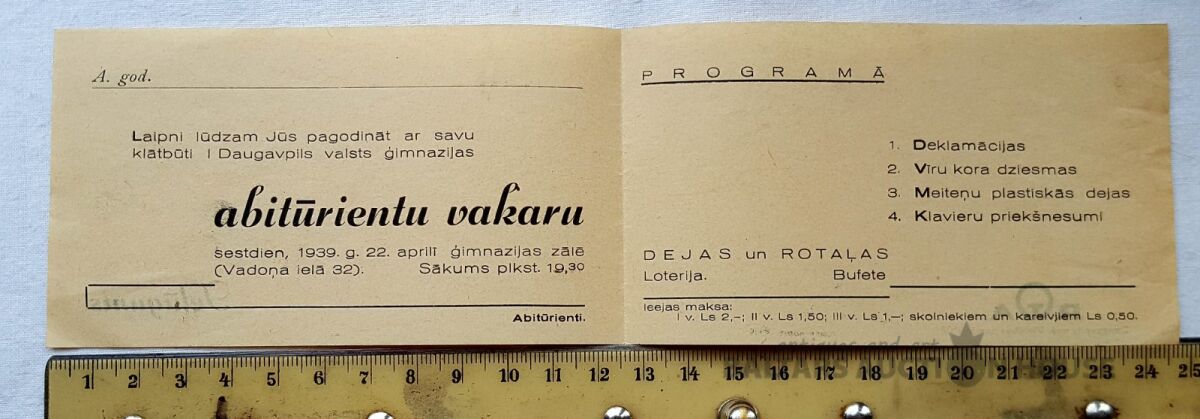 A. god.
Laipni lūdzam Jūs pagodināt ar savu
klātbūti I Daugavpils valsts ģimnazijas
abitūrientu vakaru
sestdien, 1939. g. 22. aprilī ģimnazijas zālē
(Vadoņa ielā 32). Sākums plkst. 19,30
Abitūrienti.
PROGRAMĀ
1. Deklamācijas
2. Vīru kora dziesmas
3. Meiteņu plastiskās dejas
4. Klavieru priekšnesumi
DEJAS un ROTAĻAS
Loterija. Bufete
Ieejas maksa:
I v. Ls 2,–; II v. Ls 1,50; III v. Ls 1,—; skolniekiem un kareivjiem Ls 0,50.
antiques and art
1 2 3 4 5 6 7 8 9 10 11 12 13 14 15 16 17 18 19 20 21 22 23 24 25